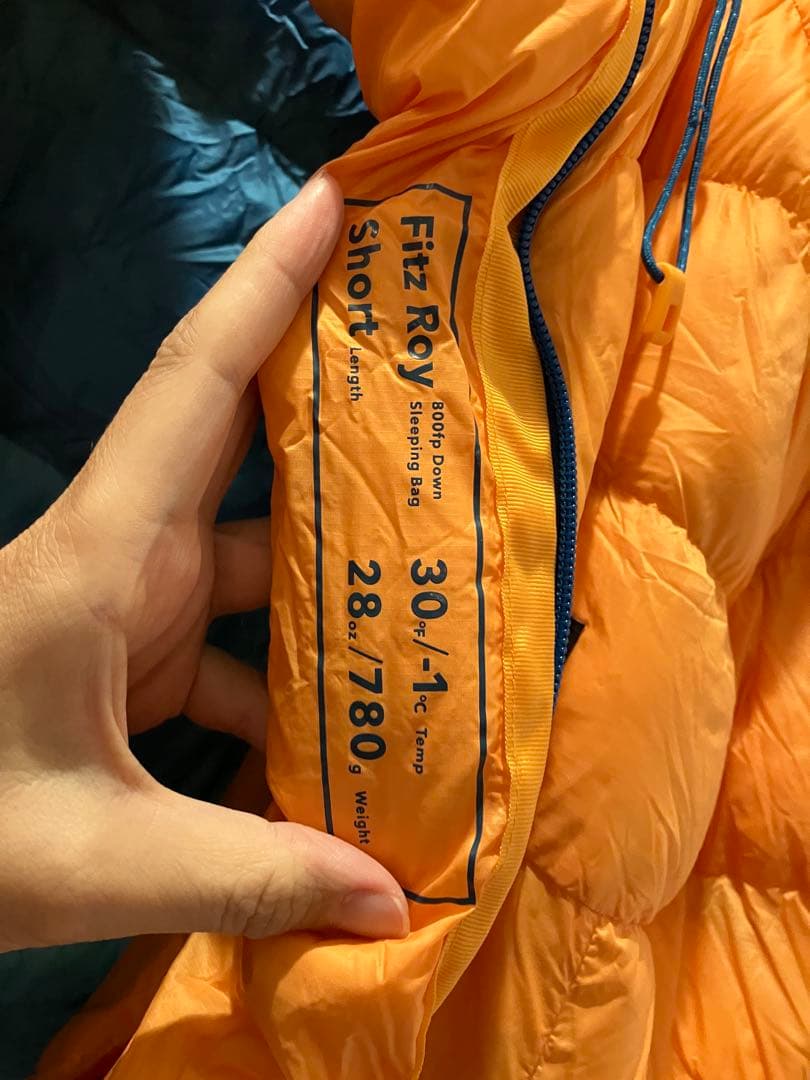 Fitz Roy 800fp Down
Sleeping Bag
30°F/-1°C Temp
Short Length
28oz/780g Weight